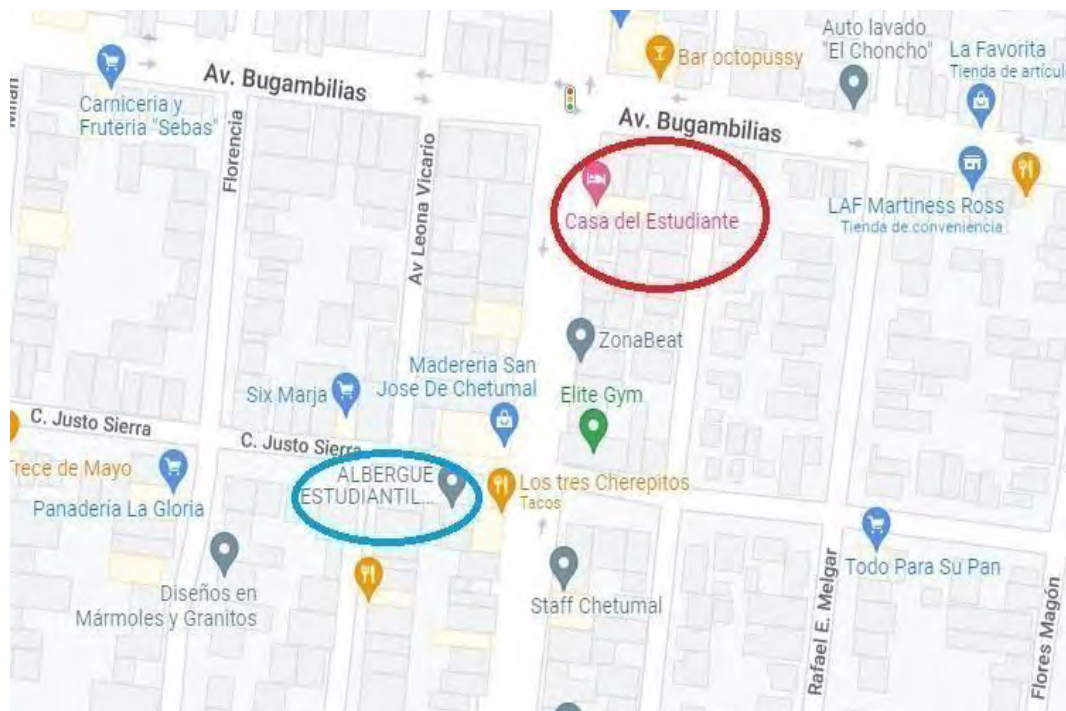 Auto lavado
"El Choncho"
Bar octopussy
La Favorita
Tienda de artícul
Av. Bugambilias
Carniceria y
Fruteria "Sebas"
Florencia
Av. Bugambilias
Av Leona Vicario
Casa del Estudiante
LAF Martiness Ross
Tienda de conveniencia
ZonaBeat
Madereria San
Jose De Chetumal
Six Marja
Elite Gym
C. Justo Sierra
C. Justo Sierra
Trece de Mayo
ALBERGUE
ESTUDIANTIL...
Los tres Cherepitos
Tacos
Panadería La Gloria
Todo Para Su Pan
Diseños en
Mármoles y Granitos
Staff Chetumal
Rafael E. Melgar
Flores Magón